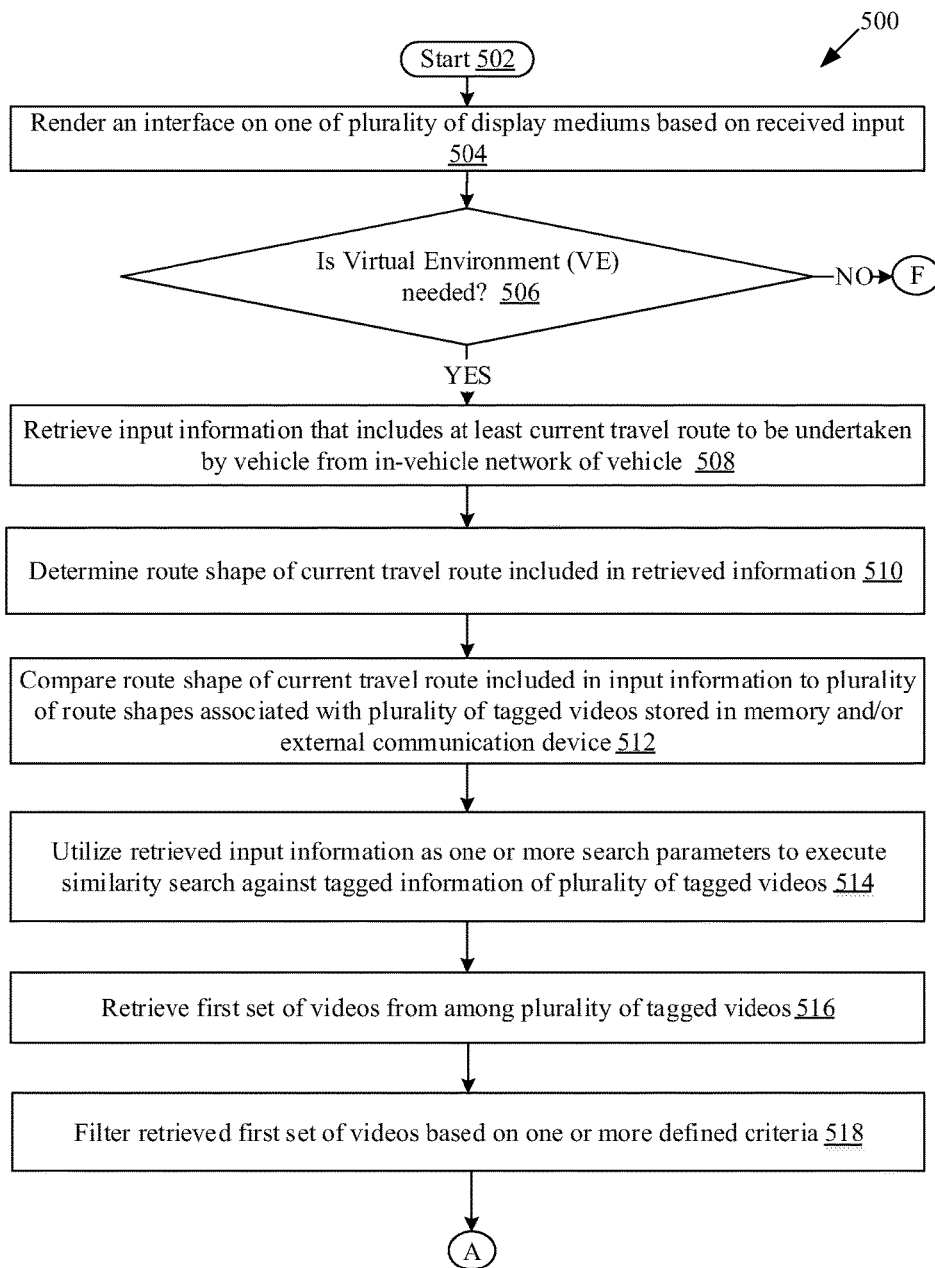 500
Start 502
Render an interface on one of plurality of display mediums based on received input
504
Is Virtual Environment (VE)
needed? 506
NO
F
YES
Retrieve input information that includes at least current travel route to be undertaken
by vehicle from in-vehicle network of vehicle 508
Determine route shape of current travel route included in retrieved information 510
Compare route shape of current travel route included in input information to plurality
of route shapes associated with plurality of tagged videos stored in memory and/or
external communication device 512
Utilize retrieved input information as one or more search parameters to execute
similarity search against tagged information of plurality of tagged videos 514
Retrieve first set of videos from among plurality of tagged videos 516
Filter retrieved first set of videos based on one or more defined criteria 518
A